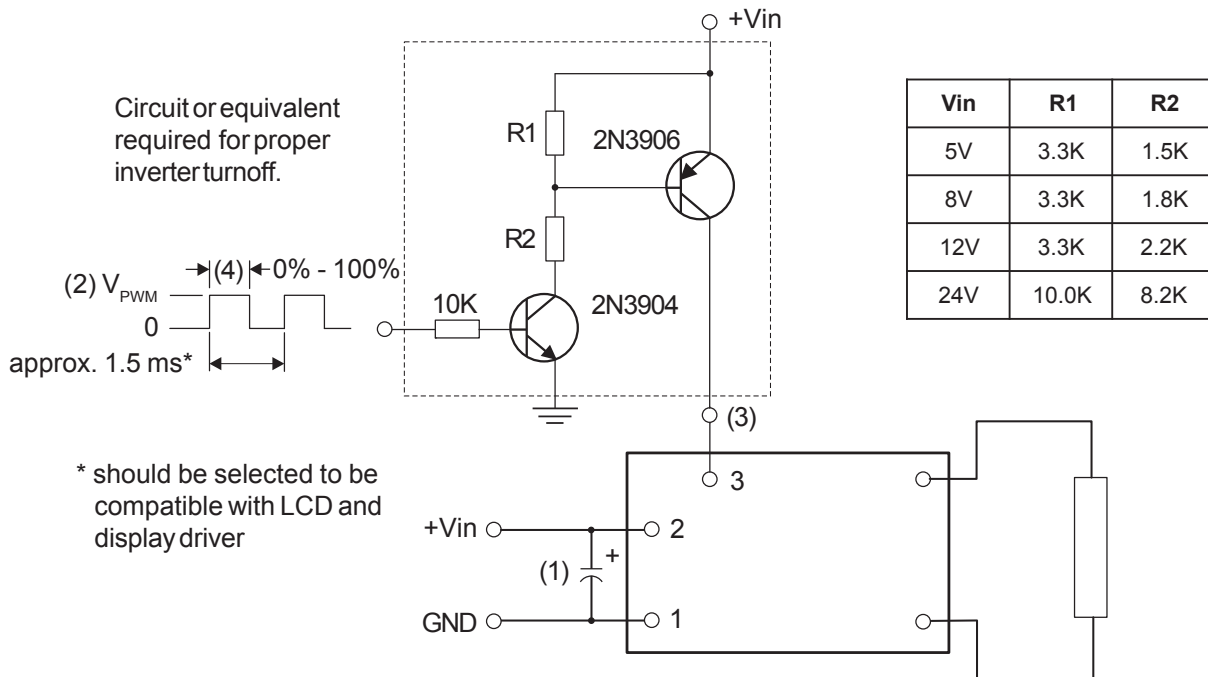 +Vin
Circuit or equivalent
required for proper
inverter turnoff.
R1
2N3906
R2
(2) VPWM
(4)
0% - 100%
0
10K
2N3904
approx. 1.5 ms*
(3)
* should be selected to be
compatible with LCD and
display driver
3
+Vin
2
(1)
+
GND
1
Vin R1 R2
5V 3.3K 1.5K
8V 3.3K 1.8K
12V 3.3K 2.2K
24V 10.0K 8.2K